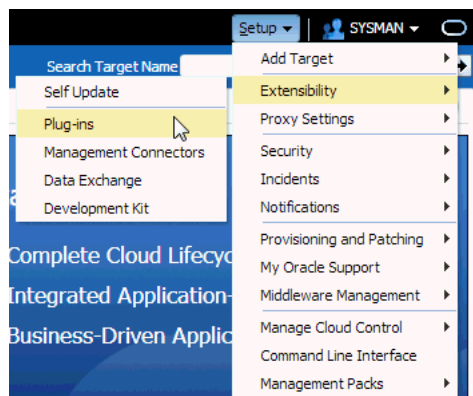 Setup SYSMAN
Search Target Name
Add Target
Self Update
Extensibility
Plug-ins
Proxy Settings
Management Connectors
Security
Data Exchange
Incidents
Development Kit
Notifications
Provisioning and Patching
Complete Cloud Lifecyc
My Oracle Support
Integrated Application-
Middleware Management
Business-Driven Applic
Manage Cloud Control
Command Line Interface
Management Packs